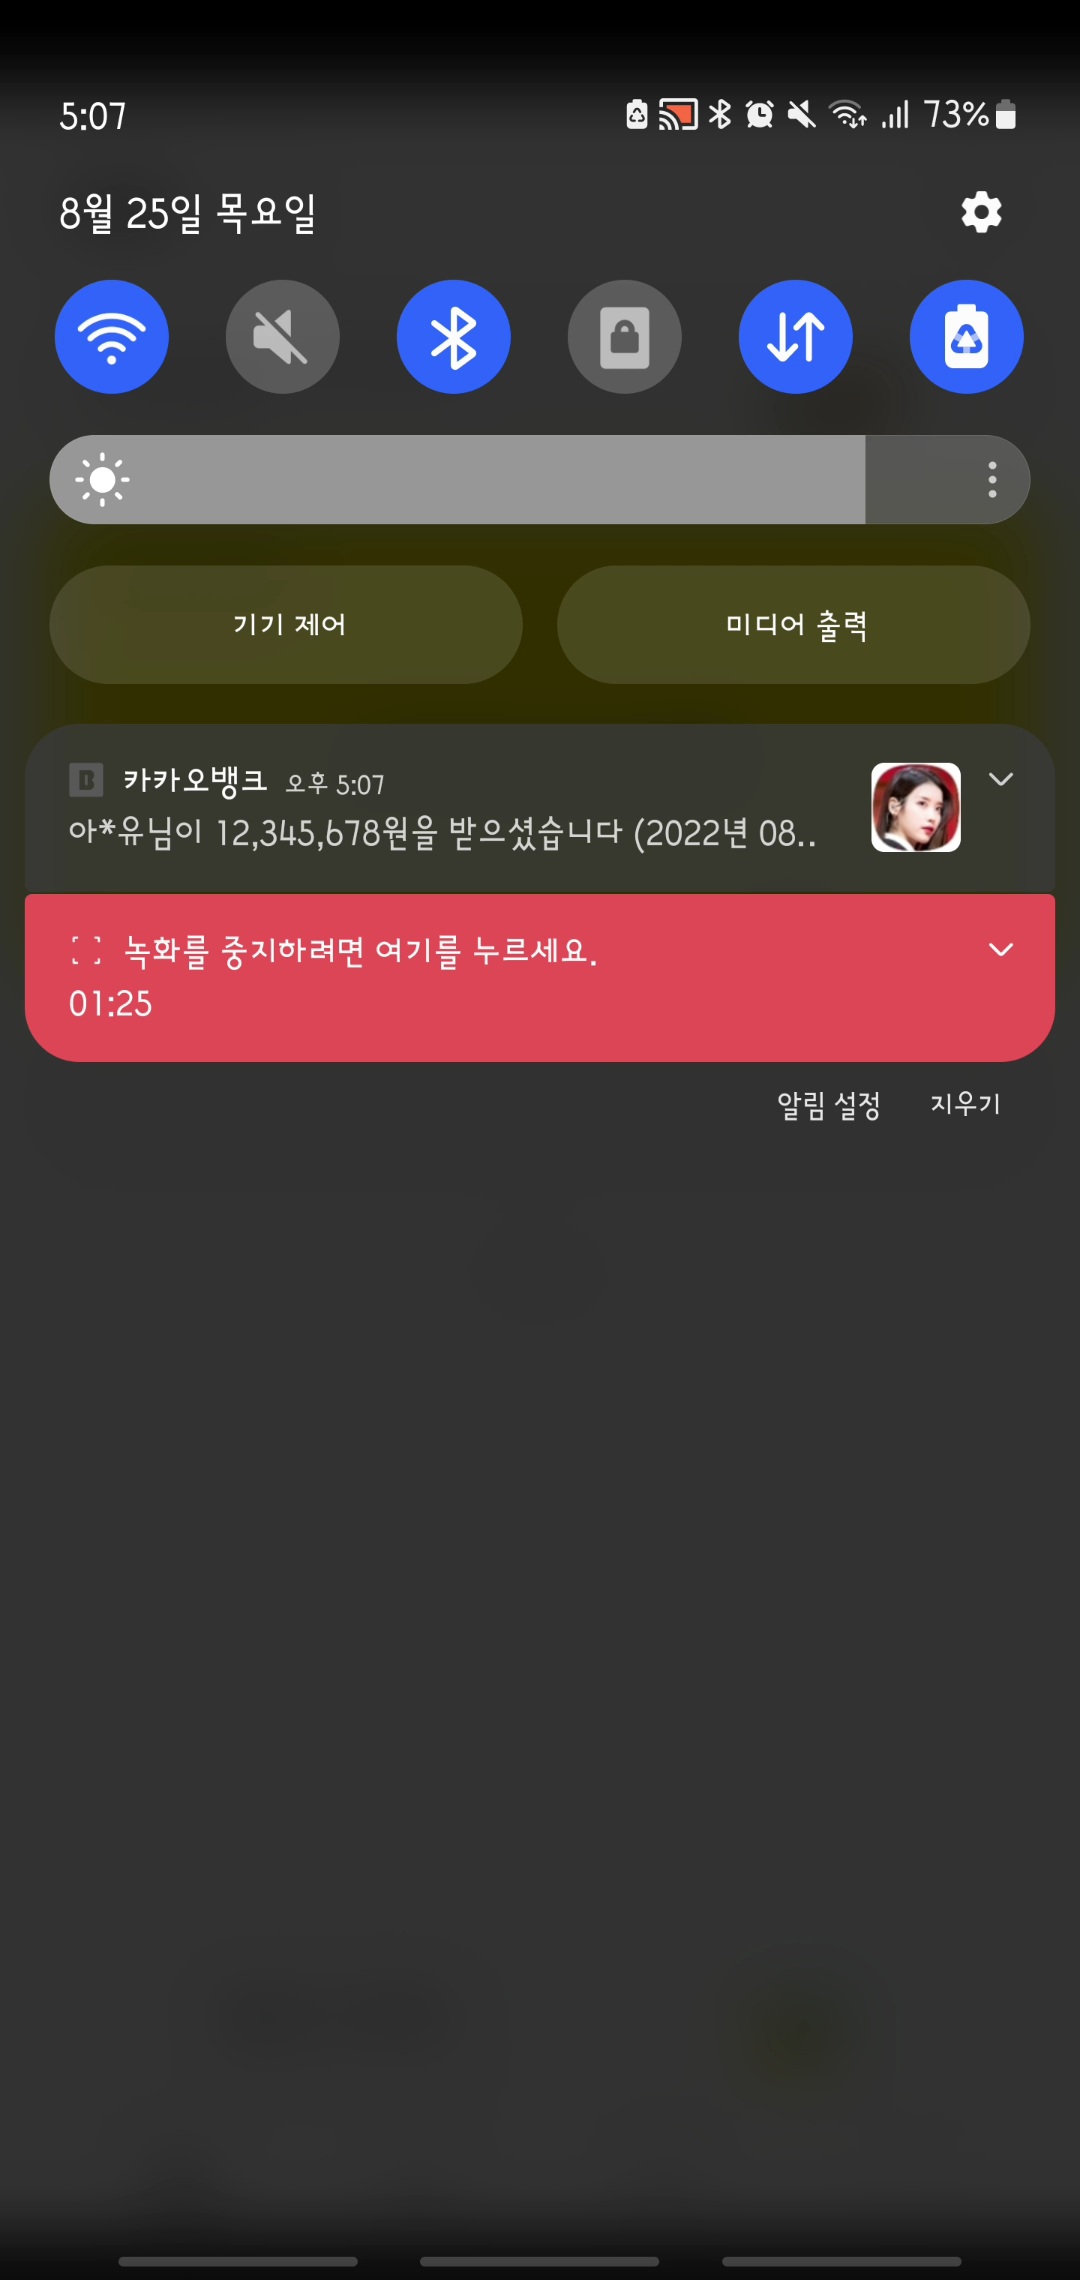 5:07
73%
8월 25일 목요일
기기 제어
미디어 출력
B 카카오뱅크 오후 5:07
아*유님이 12,345,678원을 받으셨습니다 (2022년 08..
녹화를 중지하려면 여기를 누르세요.
01:25
알림 설정
지우기